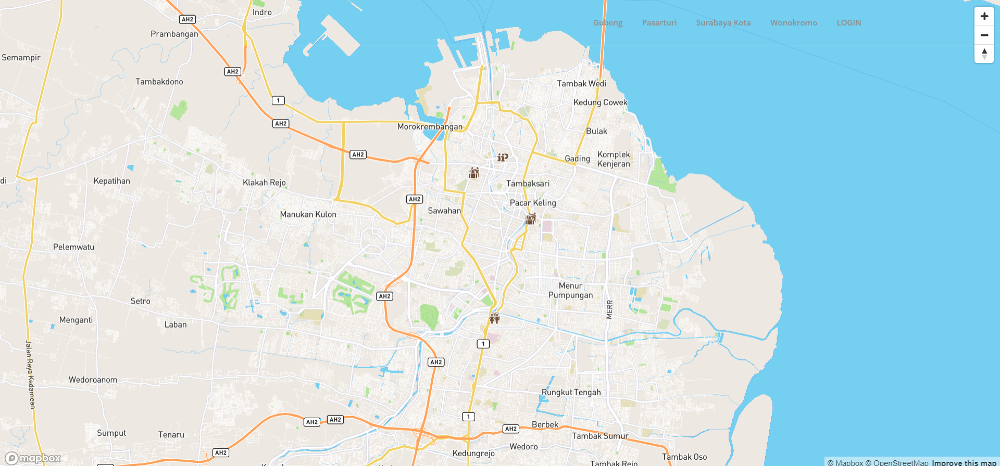 Indro
AH2
Gubeng Pasarturi Surabaya Kota Wonokromo LOGIN
Prambangan
Semampir
AH2
Tambakdono
Tambak Wedi
1
Kedung Cowek
AH2
Morokrembangan
Bulak
AH2
Gading
Komplek
Kenjeran
di
Kepatihan
Klakah Rejo
Tambaksari
AH2
Pacar Keling
Sawahan
Manukan Kulon
Pelemwatu
Menur
Pumpungan
AH2
Setro
MERR
Menganti
Laban
1
Jalan Raya Kedamean
AH2
Wedoroanom
Rungkut Tengah
1
AH2
AH2
Berbek
AH2
Sumput
Tenaru
Tambak Sumur
Wedoro
AH2
Kedungrejo
Tambak Oso
mapbox
Tambak Rejo
© Mapbox © OpenStreetMap Improve this map